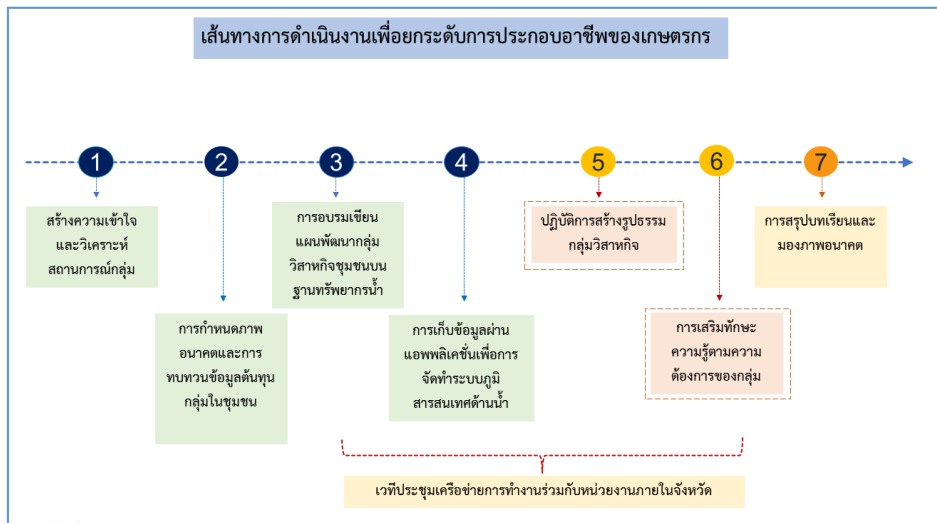 เส้นทางการดำเนินงานเพื่อยกระดับการประกอบอาชีพของเกษตรกร
1
2
3
4
5
6
7
สร้างความเข้าใจ
และวิเคราะห์
สถานการณ์กลุ่ม
การกำหนดภาพ
อนาคตและการ
ทบทวนข้อมูลต้นทุน
กลุ่มในชุมชน
การอบรมเขียน
แผนพัฒนากลุ่ม
วิสาหกิจชุมชนบน
ฐานทรัพยากรน้ำ
การเก็บข้อมูลผ่าน
แอพพลิเคชั่นเพื่อการ
จัดทำระบบภูมิ
สารสนเทศด้านน้ำ
ปฏิบัติการสร้างรูปธรรม
กลุ่มวิสาหกิจ
การเสริมทักษะ
ความรู้ตามความ
ต้องการของกลุ่ม
การสรุปบทเรียนและ
มองภาพอนาคต
เวทีประชุมเครือข่ายการทำงานร่วมกับหน่วยงานภายในจังหวัด